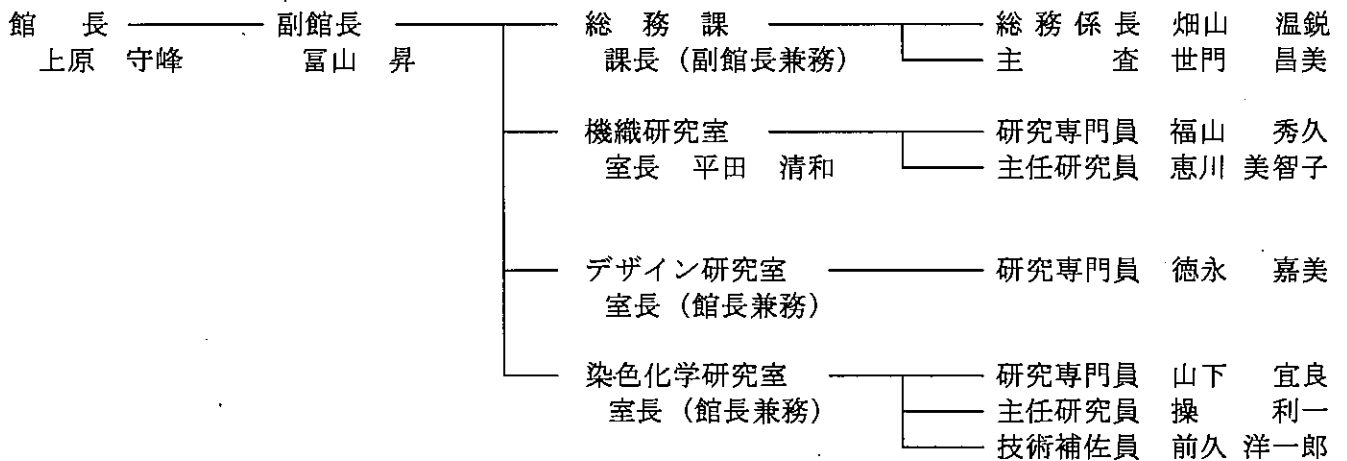 館長 副館長 総務課 総務係長 畑山 温鋭
上原 守峰 冨山 昇 課長（副館長兼務） 主査 世門 昌美
機織研究室 研究専門員 福山 秀久
室長 平田 清和 主任研究員 恵川 美智子
デザイン研究室 研究専門員 徳永 嘉美
室長（館長兼務）
染色化学研究室 研究専門員 山下 宜良
室長（館長兼務） 主任研究員 操 利一
技術補佐員 前久 洋一郎